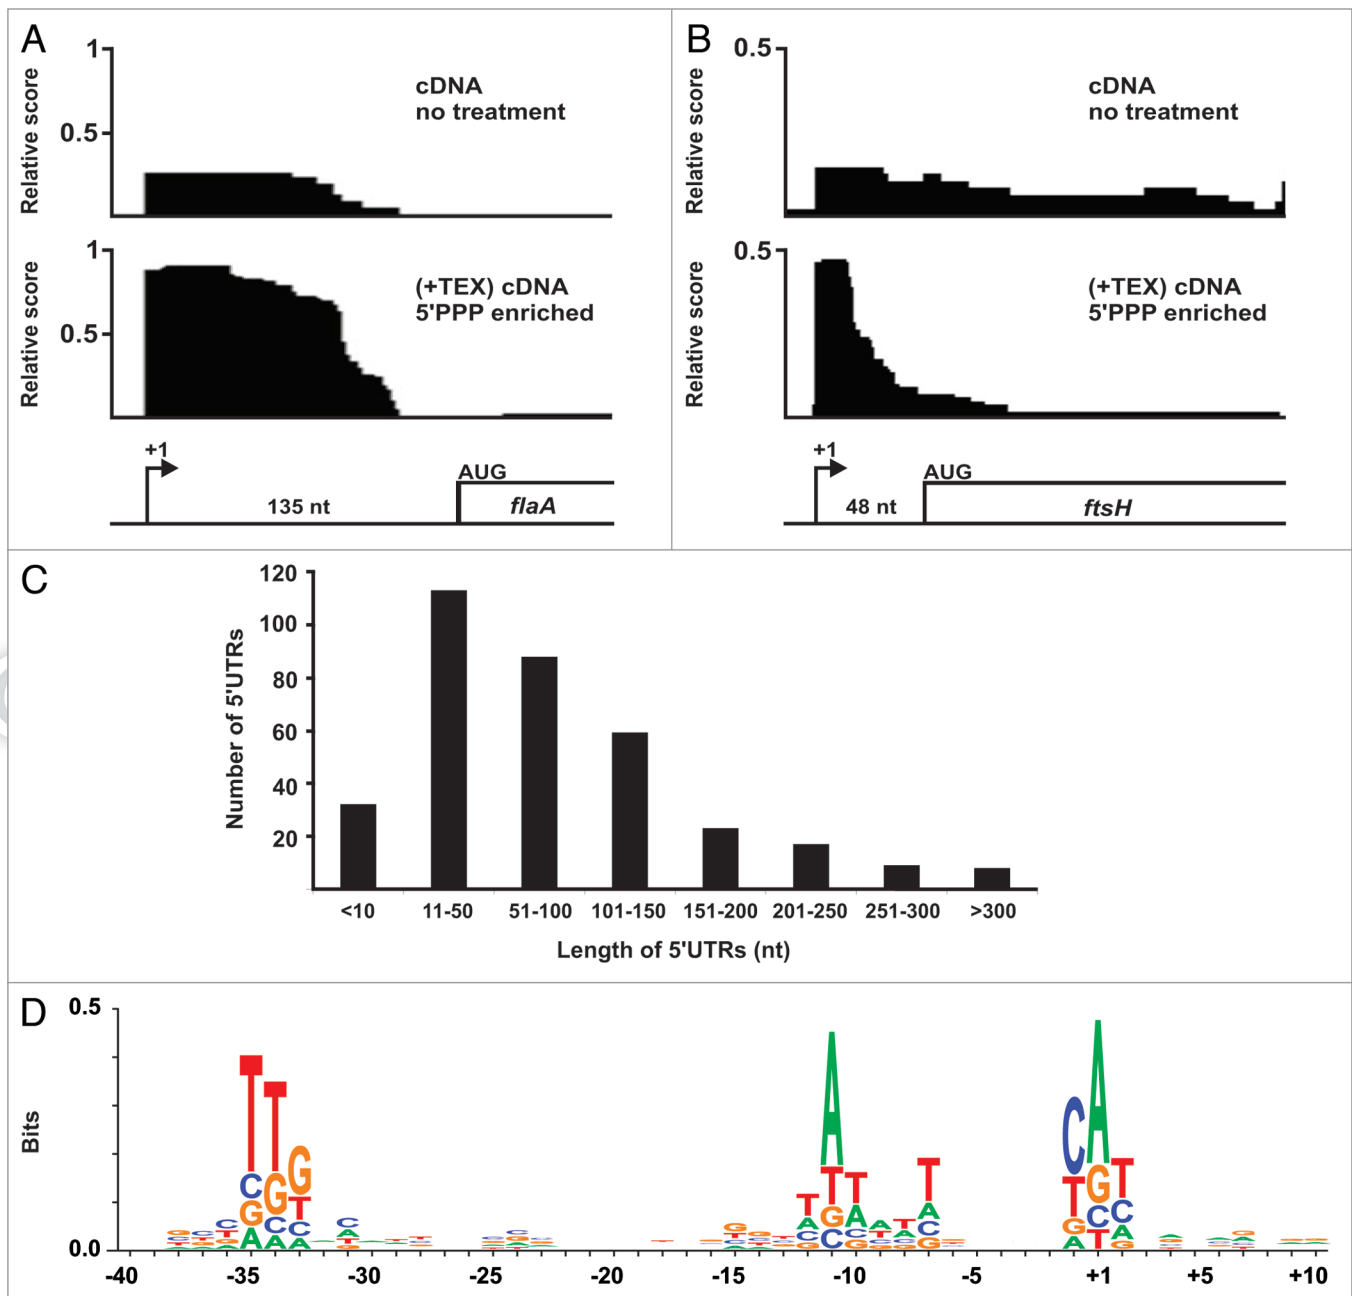 A
1
0.5
Relative score
cDNA
no treatment
1
0.5
Relative score
(+TEX) cDNA
5'PPP enriched
+1
135 nt
AUG
flaA
B
0.5
Relative score
cDNA
no treatment
0.5
Relative score
(+TEX) cDNA
5'PPP enriched
+1
48 nt
AUG
ftsH
C
120
100
80
60
40
20
Number of 5'UTRs
<10 11-50 51-100 101-150 151-200 201-250 251-300 >300
Length of 5'UTRs (nt)
D
0.5
Bits
0.0
-40 -35 -30 -25 -20 -15 -10 -5 +1 +5 +10